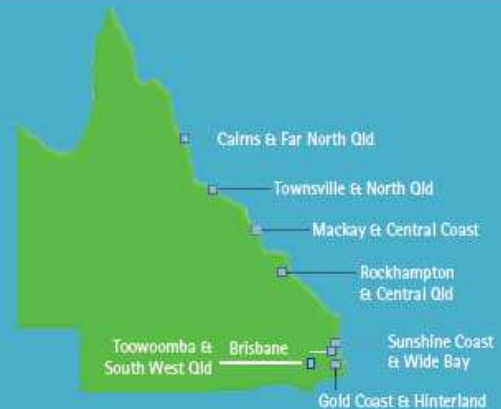 Cairns & Far North Qld
Townsville & North Qld
Mackay & Central Coast
Rockhampton
& Central Qld
Sunshine Coast
& Wide Bay
Brisbane
Toowoomba &
South West Qld
Gold Coast & Hinterland